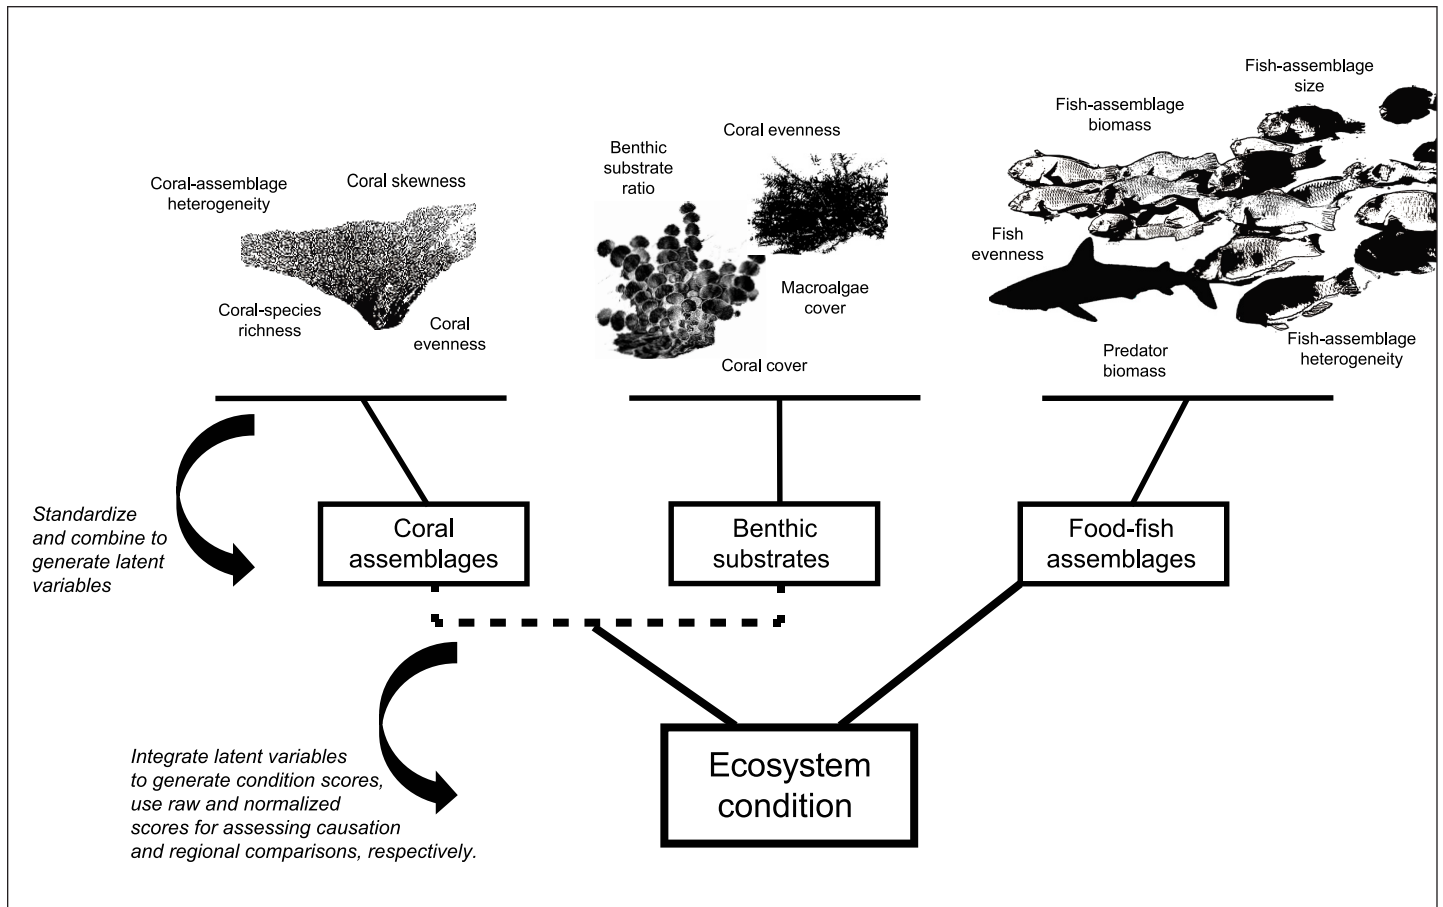 Coral-assemblage
heterogeneity
Coral skewness
Coral-species
richness
Coral
evenness
Benthic
substrate
ratio
Coral evenness
Macroalgae
cover
Coral cover
Fish-assemblage
biomass
Fish-assemblage
size
Fish
evenness
Predator
biomass
Fish-assemblage
heterogeneity
Standardize
and combine to
generate latent
variables
Coral
assemblages
Benthic
substrates
Food-fish
assemblages
Integrate latent variables
to generate condition scores,
use raw and normalized
scores for assessing causation
and regional comparisons, respectively.
Ecosystem
condition